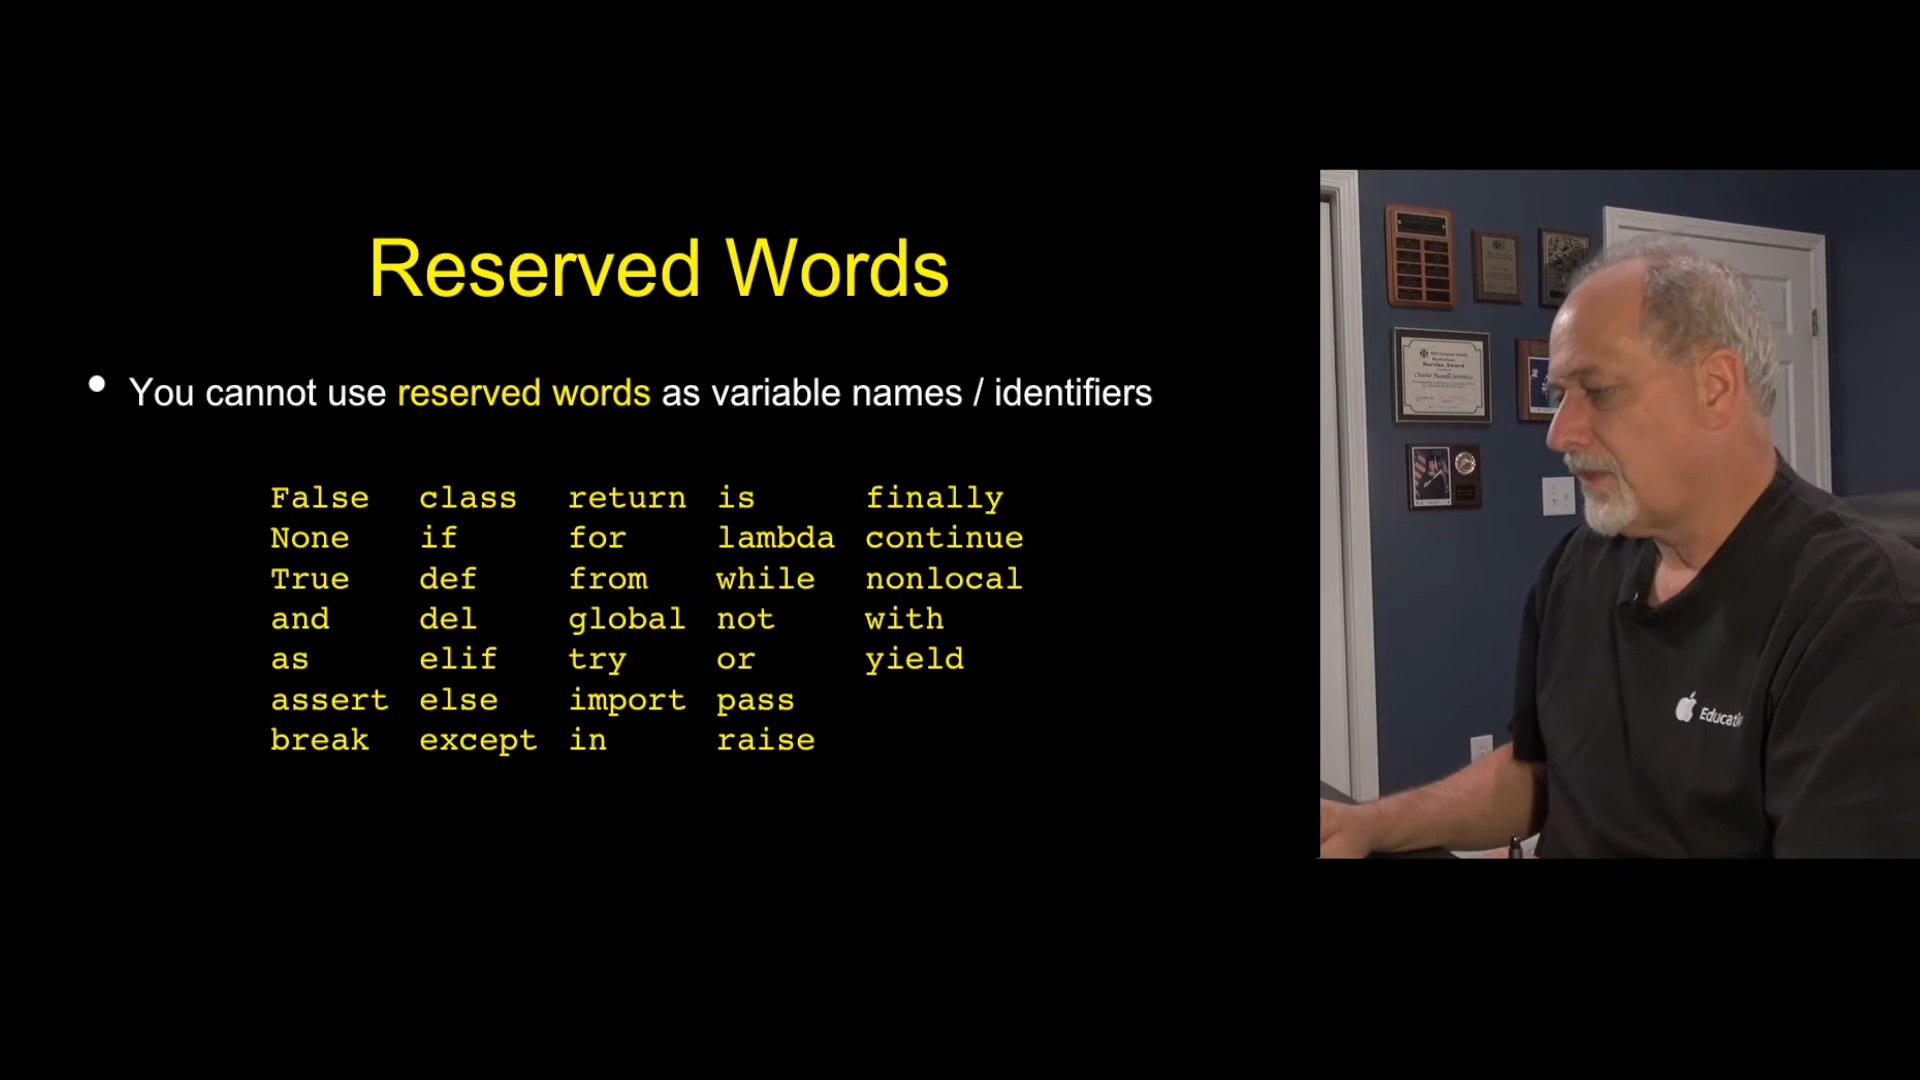 Reserved Words
• You cannot use reserved words as variable names / identifiers
False class return is finally
None if for lambda continue
True def from while nonlocal
and del global not with
as elif try or yield
assert else import pass
break except in raise
Service Award